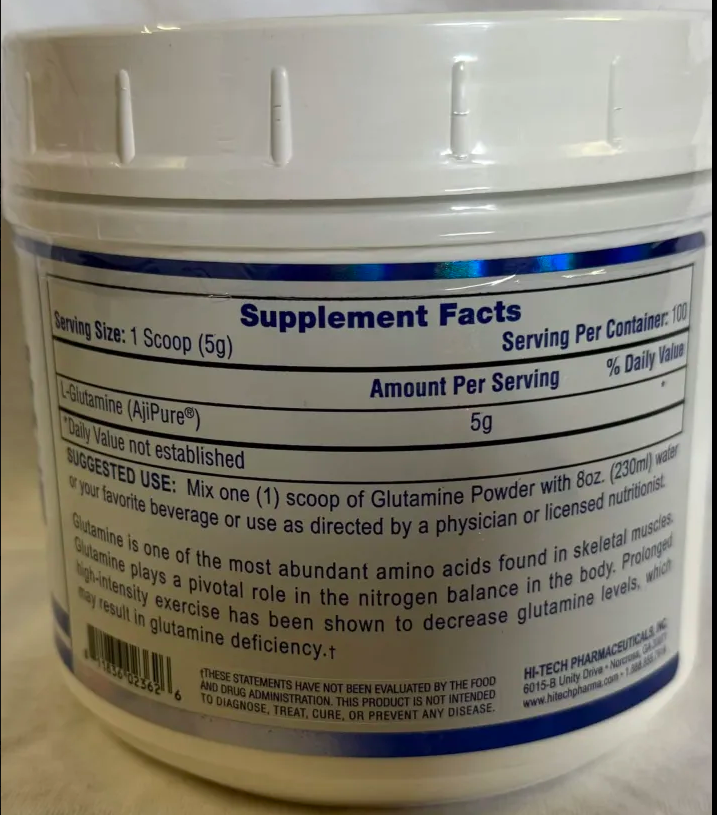 Supplement Facts
Serving Size: 1 Scoop (5g) Serving Per Container: 100
Amount Per Serving % Daily Value
L-Glutamine (AjiPure®) 5g *
*Daily Value not established
SUGGESTED USE: Mix one (1) scoop of Glutamine Powder with 8oz. (230ml) water
or your favorite beverage or use as directed by a physician or licensed nutritionist.
Glutamine is one of the most abundant amino acids found in skeletal muscles.
Glutamine plays a pivotal role in the nitrogen balance in the body. Prolonged
high-intensity exercise has been shown to decrease glutamine levels, which
may result in glutamine deficiency.†
8 11836 02362 6
†THESE STATEMENTS HAVE NOT BEEN EVALUATED BY THE FOOD
AND DRUG ADMINISTRATION. THIS PRODUCT IS NOT INTENDED
TO DIAGNOSE, TREAT, CURE, OR PREVENT ANY DISEASE.
HI-TECH PHARMACEUTICALS, INC.
6015-B Unity Drive • Norcross, GA 30071
www.hitechpharma.com •